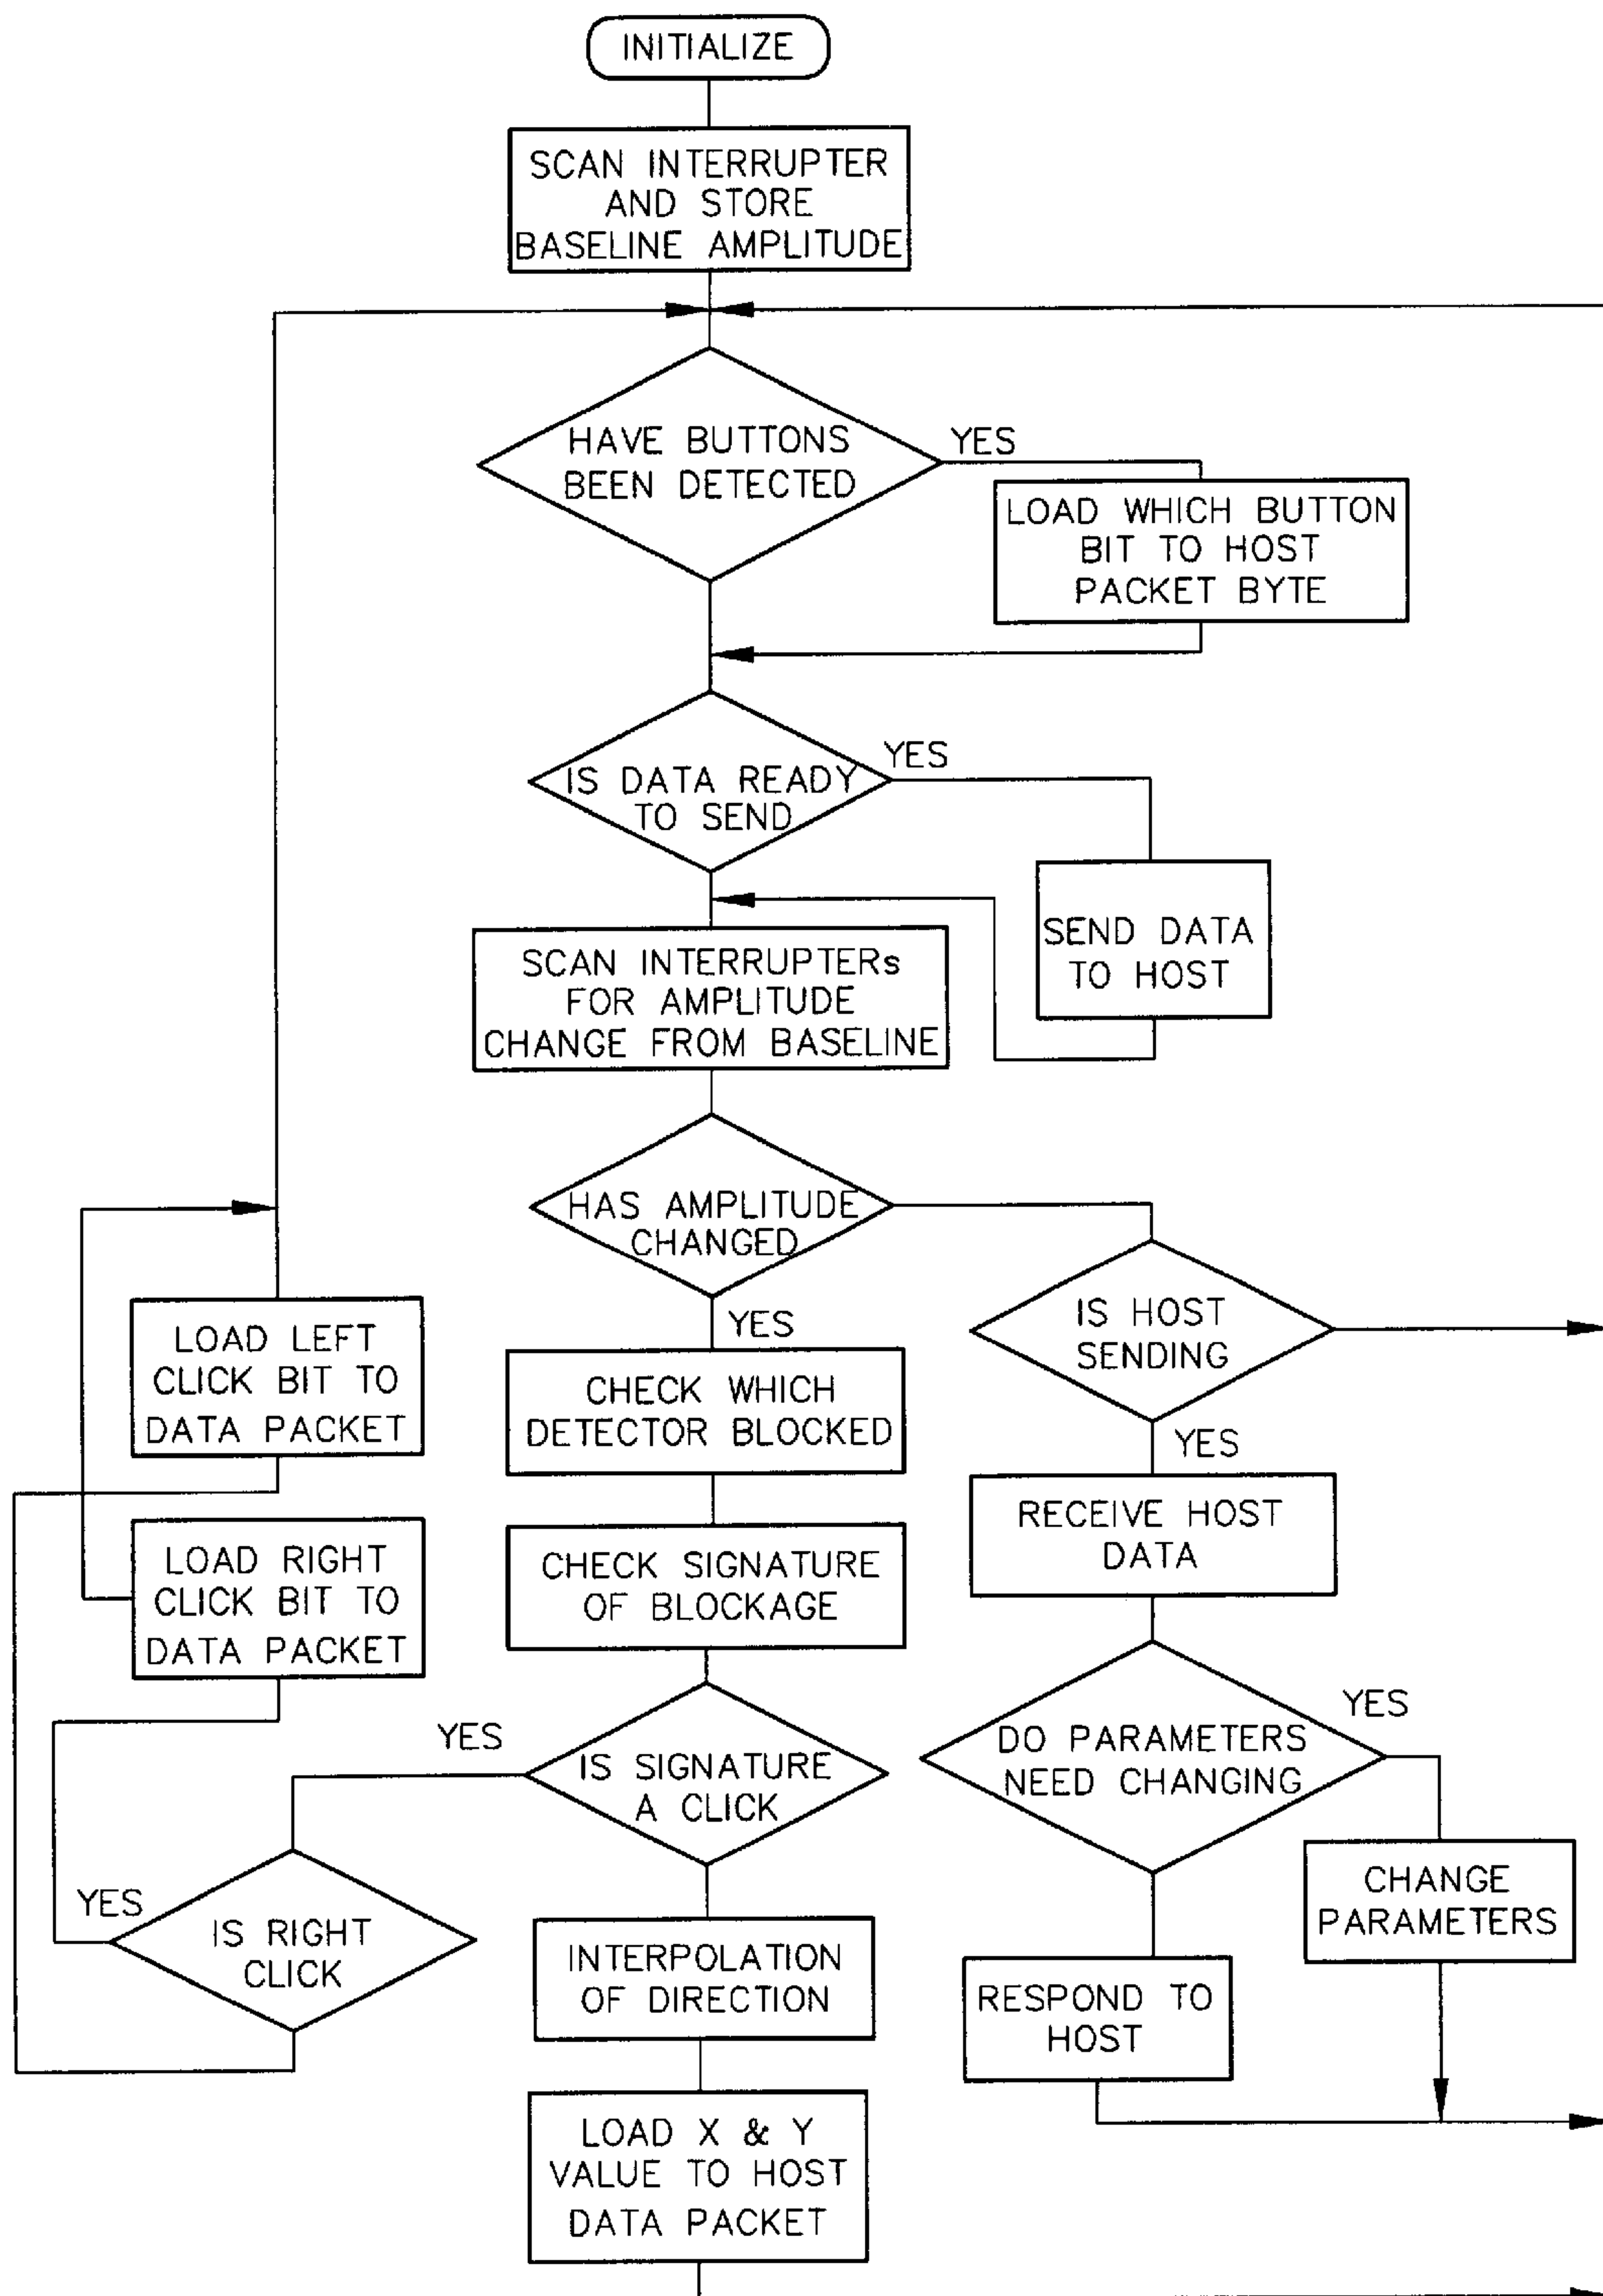 INITIALIZE
SCAN INTERRUPTER
AND STORE
BASELINE AMPLITUDE
HAVE BUTTONS
BEEN DETECTED
YES
LOAD WHICH BUTTON
BIT TO HOST
PACKET BYTE
IS DATA READY
TO SEND
YES
SEND DATA
TO HOST
SCAN INTERRUPTERs
FOR AMPLITUDE
CHANGE FROM BASELINE
HAS AMPLITUDE
CHANGED
YES
IS HOST
SENDING
YES
LOAD LEFT
CLICK BIT TO
DATA PACKET
CHECK WHICH
DETECTOR BLOCKED
RECEIVE HOST
DATA
LOAD RIGHT
CLICK BIT TO
DATA PACKET
CHECK SIGNATURE
OF BLOCKAGE
DO PARAMETERS
NEED CHANGING
YES
YES
IS SIGNATURE
A CLICK
CHANGE
PARAMETERS
YES
IS RIGHT
CLICK
INTERPOLATION
OF DIRECTION
RESPOND TO
HOST
LOAD X & Y
VALUE TO HOST
DATA PACKET